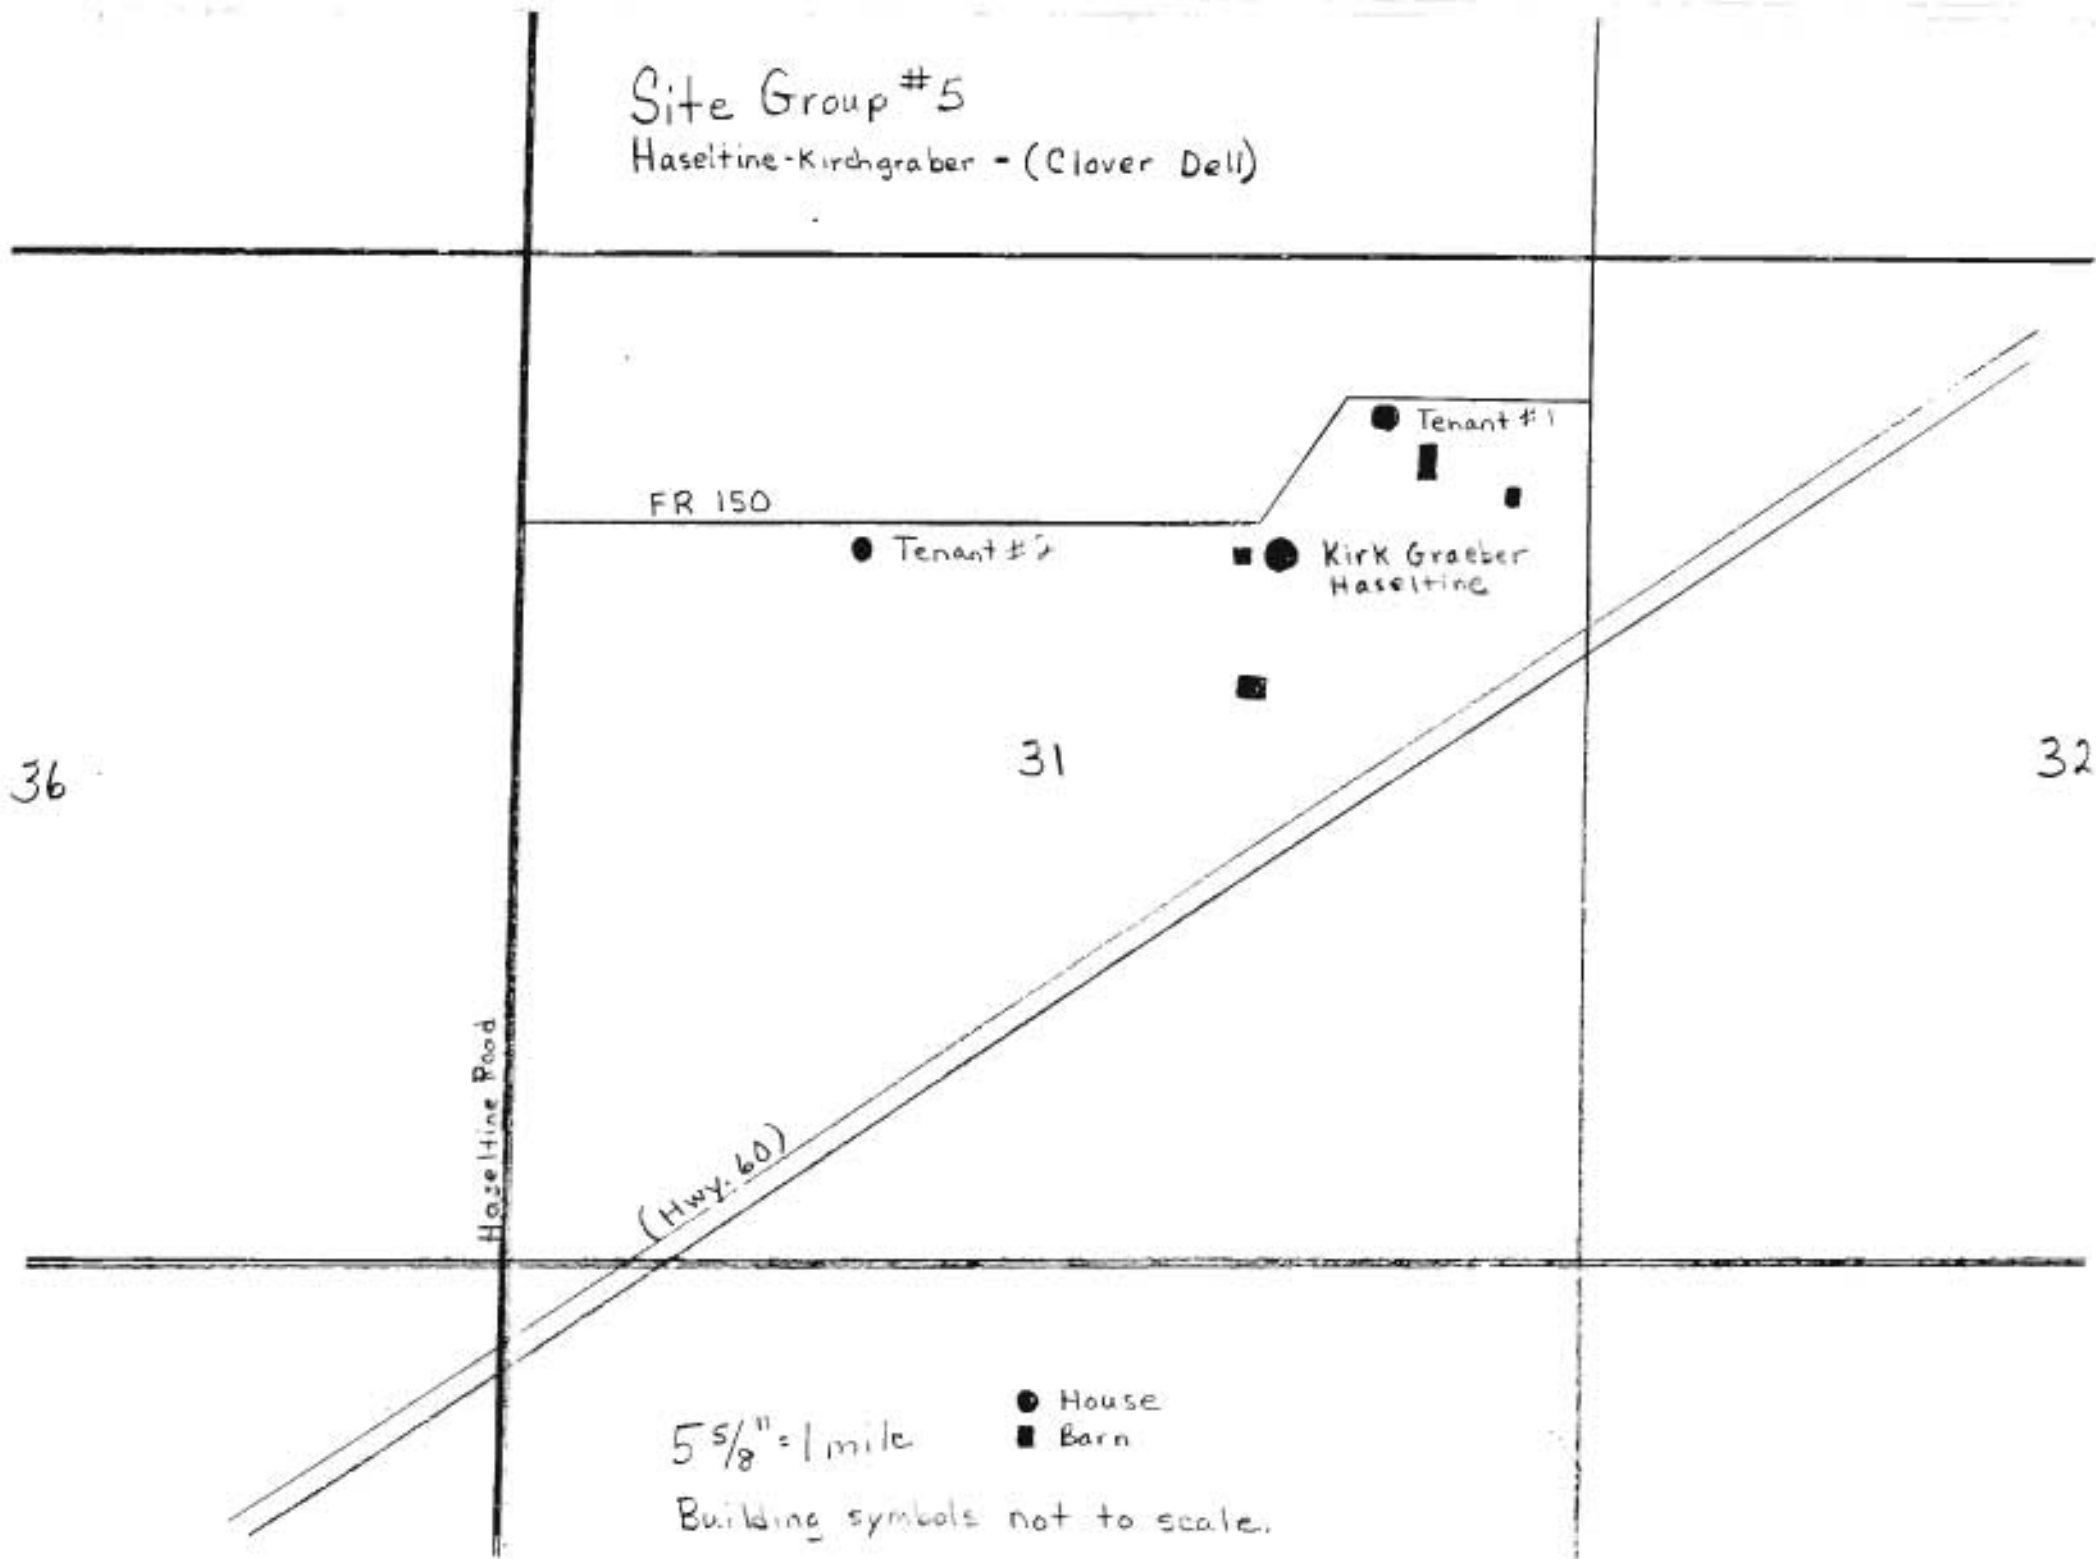 Site Group #5
Haseltine-Kirchgraber - (Clover Dell)
Tenant #1
FR 150
Tenant #2
Kirk Graeber
Haseltine
31
36
32
Haseltine Road
(Hwy. 60)
House
5 5/8" = 1 mile
Barn
Building symbols not to scale.